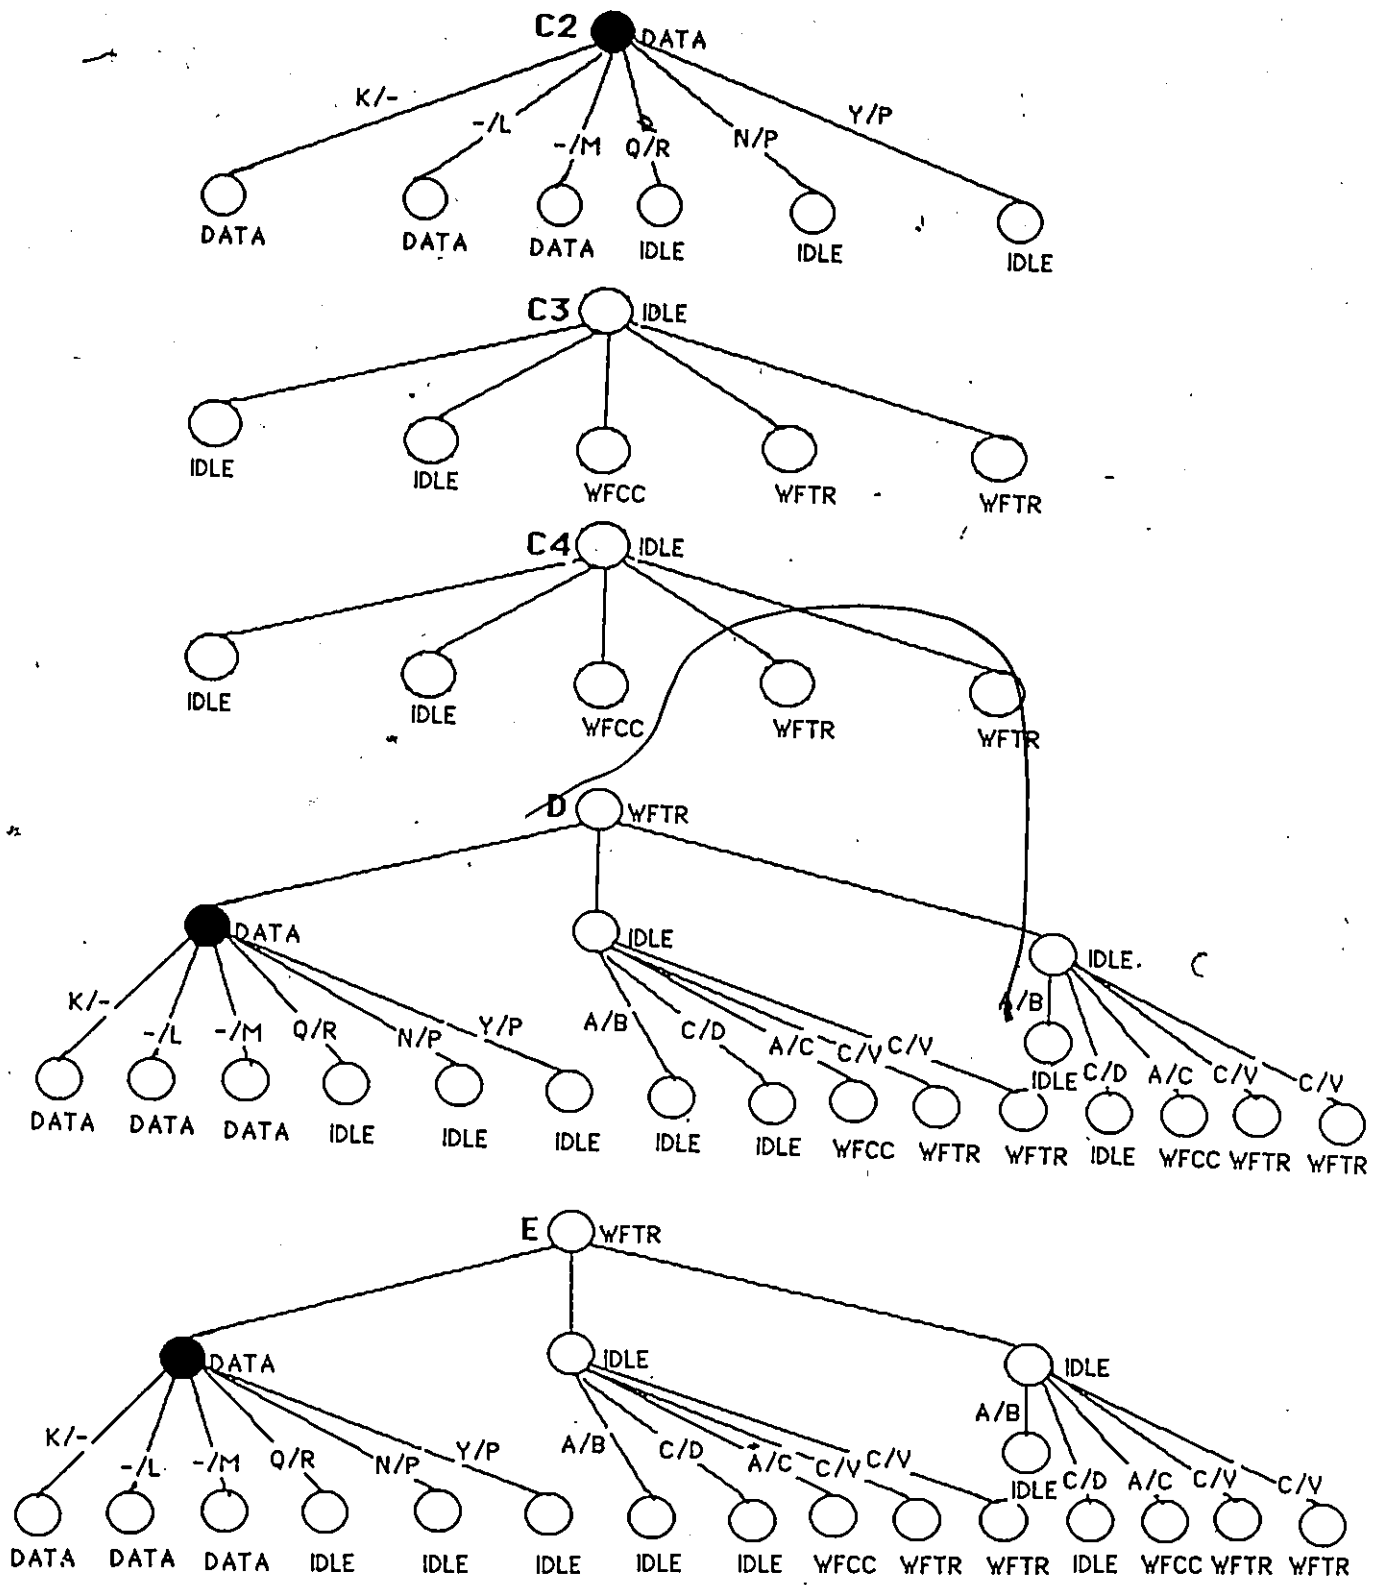 C2 DATA
K/- -/L -/M Q/R N/P Y/P
DATA DATA DATA IDLE IDLE IDLE
C3 IDLE
IDLE IDLE WFCC WFTR WFTR
C4 IDLE
IDLE IDLE WFCC WFTR WFTR
D WFTR
DATA IDLE IDLE.
K/- -/L -/M Q/R N/P Y/P A/B C/D A/C C/V C/V A/B C/D A/C C/V C/V
IDLE
DATA DATA DATA IDLE IDLE IDLE IDLE IDLE WFCC WFTR WFTR IDLE WFCC WFTR WFTR
E WFTR
DATA IDLE IDLE
K/- -/L -/M Q/R N/P Y/P A/B C/D A/C C/V C/V A/B C/D A/C C/V C/V
IDLE
DATA DATA DATA IDLE IDLE IDLE IDLE IDLE WFCC WFTR WFTR IDLE WFCC WFTR WFTR